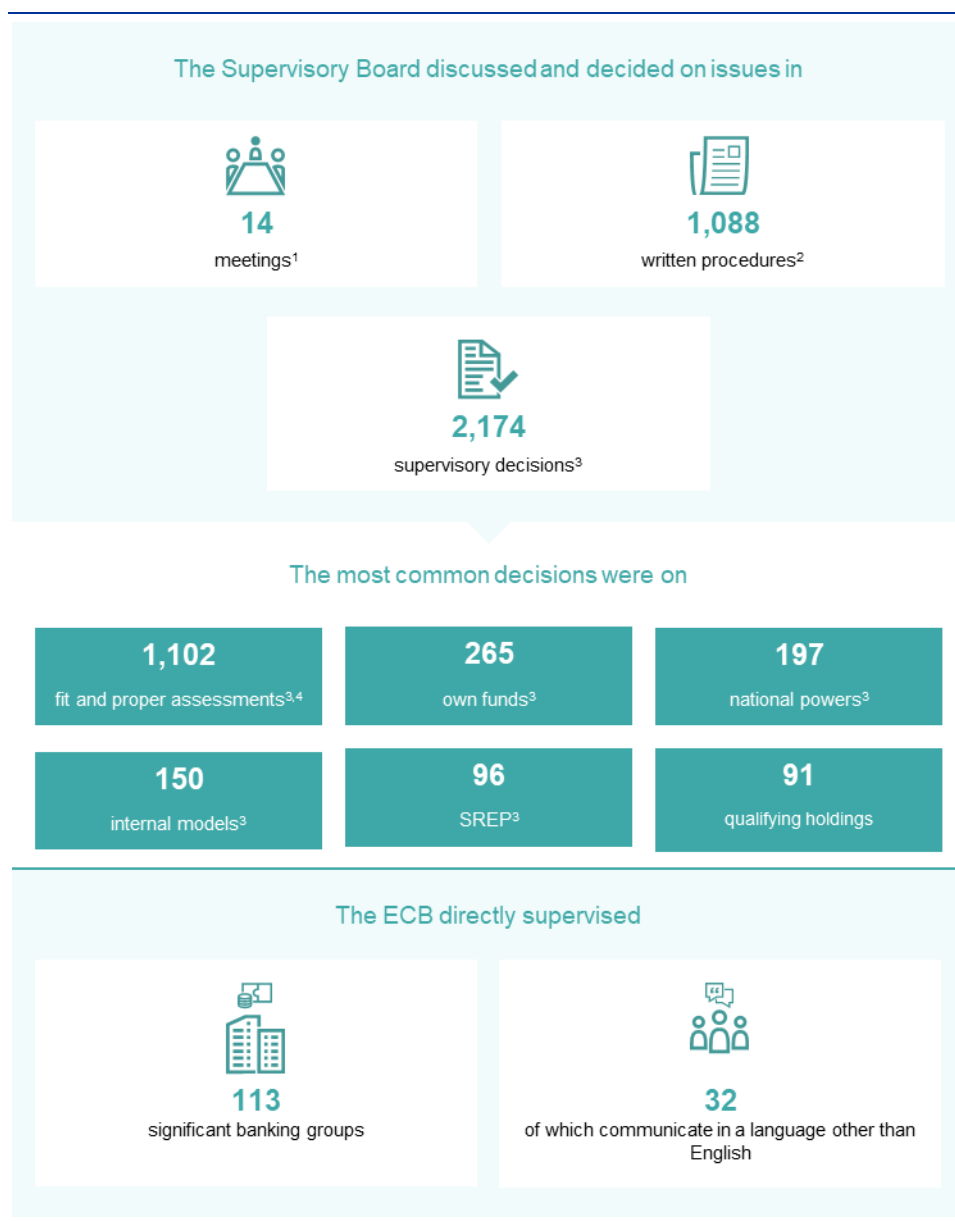 The Supervisory Board discussed and decided on issues in
14
meetings¹
1,088
written procedures²
2,174
supervisory decisions³
The most common decisions were on
1,102
fit and proper assessments³,⁴
265
own funds³
197
national powers³
150
internal models³
96
SREP³
91
qualifying holdings
The ECB directly supervised
113
significant banking groups
32
of which communicate in a language other than
English